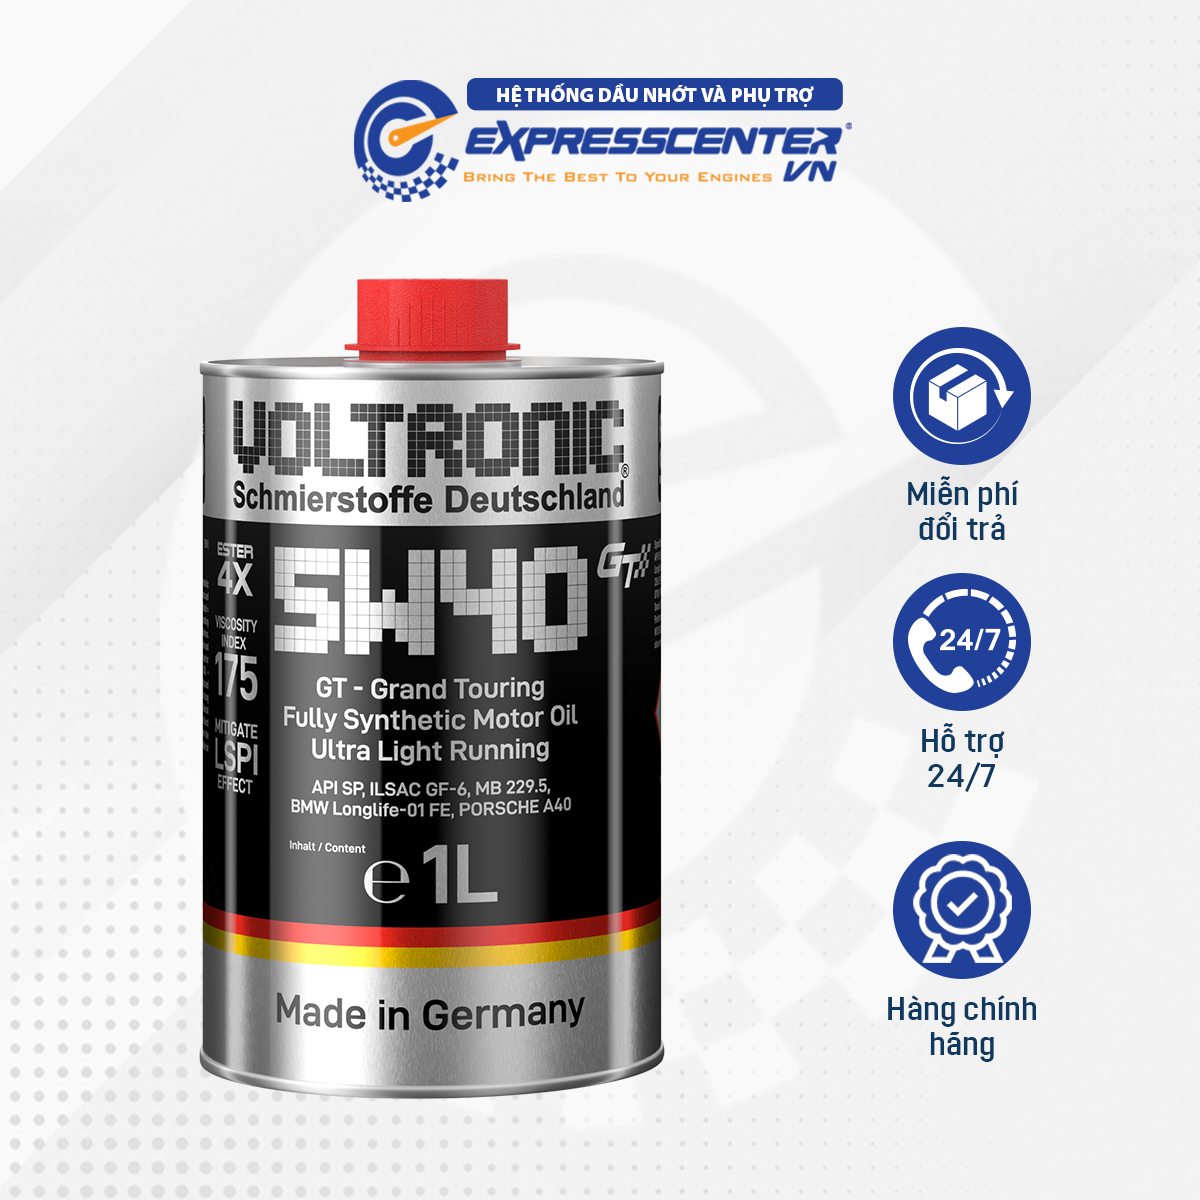 HỆ THỐNG DẦU NHỚT VÀ PHỤ TRỢ
EXPRESSCENTER®
BRING THE BEST TO YOUR ENGINES VN
VOLTRONIC®
Schmierstoffe Deutschland
ESTER
4X
VISCOSITY
INDEX
175
MITIGATE
LSPI
EFFECT
5W40 GT
GT - Grand Touring
Fully Synthetic Motor Oil
Ultra Light Running
API SP, ILSAC GF-6, MB 229.5,
BMW Longlife-01 FE, PORSCHE A40
Inhalt / Content
℮ 1L
Made in Germany
Miễn phí
đổi trả
24/7
Hỗ trợ
24/7
Hàng chính
hãng